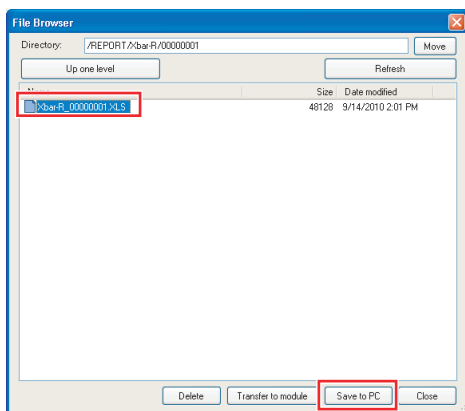 File Browser
Directory: /REPORT/Xbar-R/00000001 Move
Up one level Refresh
Name Size Date modified
Xbar-R_00000001.XLS 48128 9/14/2010 2:01 PM
Delete Transfer to module Save to PC Close